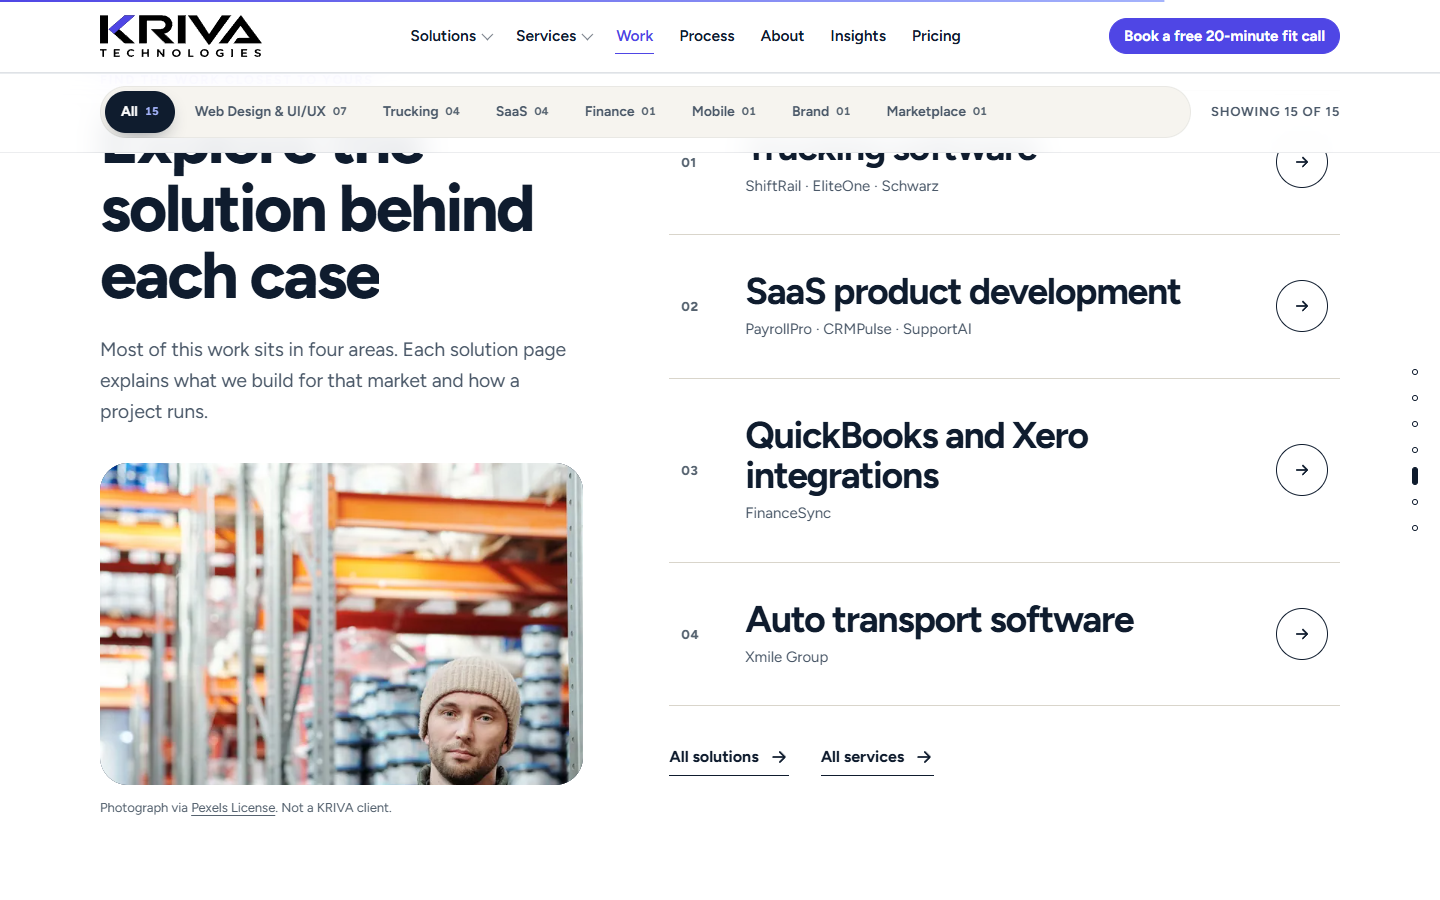 KRIVA
TECHNOLOGIES
Solutions
Services
Work
Process
About
Insights
Pricing
Book a free 20-minute fit call
All 15
Web Design & UI/UX 07
Trucking 04
SaaS 04
Finance 01
Mobile 01
Brand 01
Marketplace 01
SHOWING 15 OF 15
Explore the
solution behind
each case
Most of this work sits in four areas. Each solution page
explains what we build for that market and how a
project runs.
Photograph via Pexels License. Not a KRIVA client.
01
Trucking software
ShiftRail · EliteOne · Schwarz
02
SaaS product development
PayrollPro · CRMPulse · SupportAI
03
QuickBooks and Xero
integrations
FinanceSync
04
Auto transport software
Xmile Group
All solutions
All services